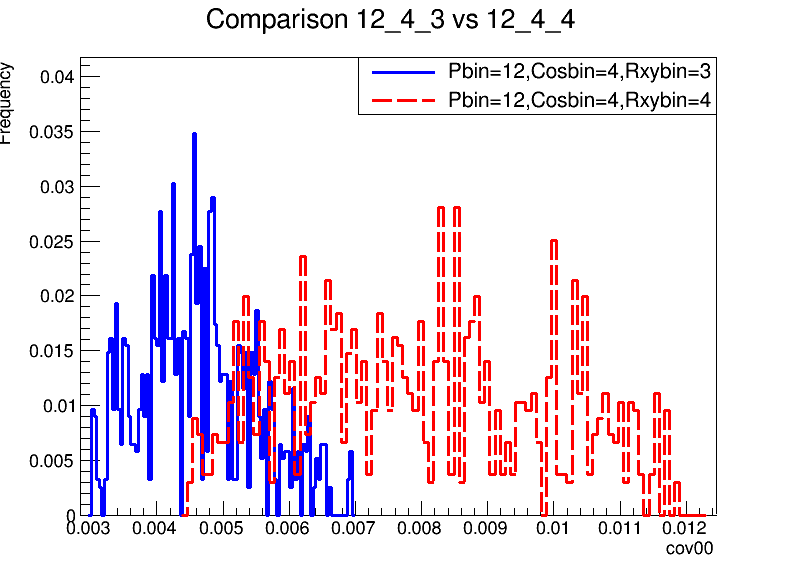 Comparison 12_4_3 vs 12_4_4
Pbin=12,Cosbin=4,Rxybin=3
Pbin=12,Cosbin=4,Rxybin=4
Frequency
0.04
0.035
0.03
0.025
0.02
0.015
0.01
0.005
0
0.003 0.004 0.005 0.006 0.007 0.008 0.009 0.01 0.011 0.012
cov00